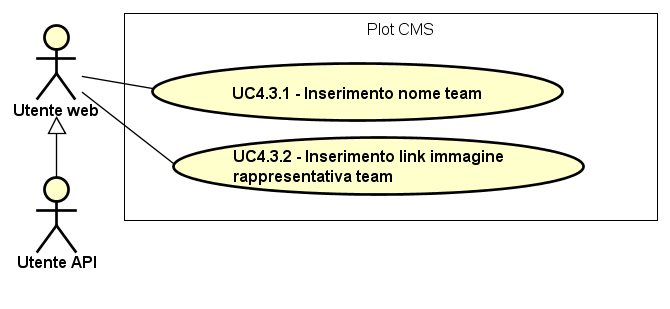 Plot CMS
UC4.3.1 - Inserimento nome team
Utente web
UC4.3.2 - Inserimento link immagine
rappresentativa team
Utente API